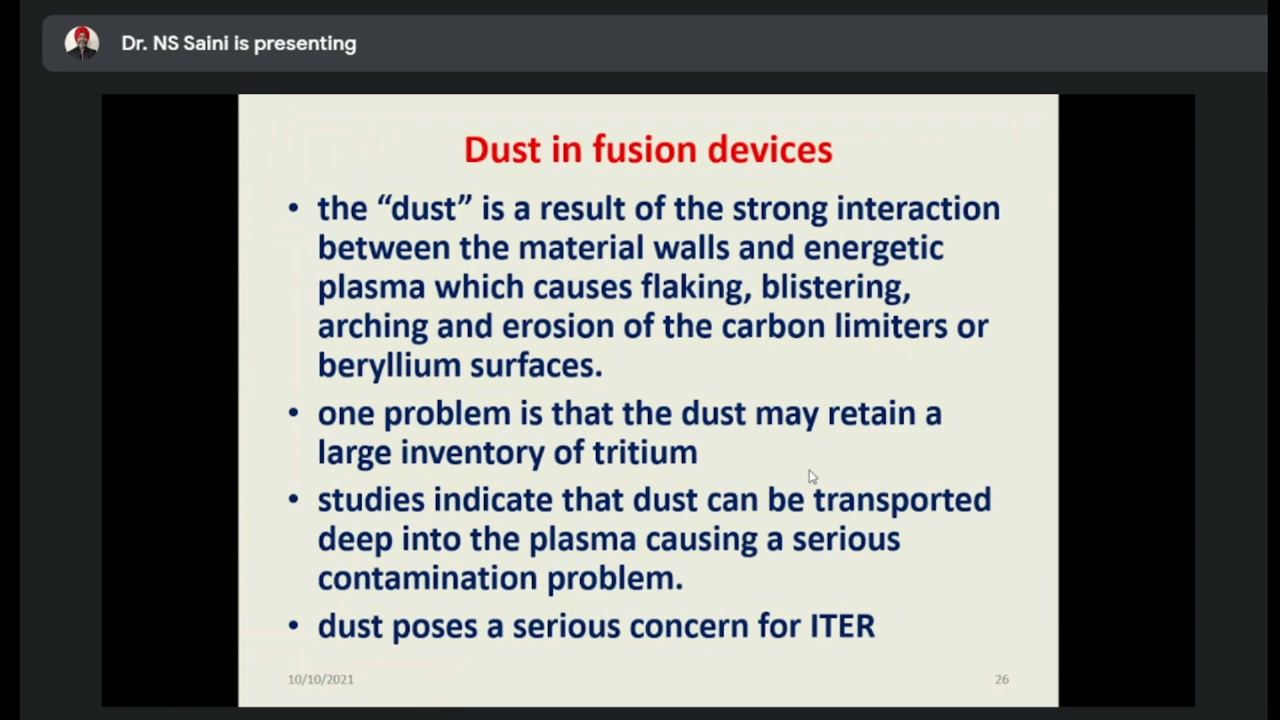 Dr. NS Saini is presenting
Dust in fusion devices
• the “dust” is a result of the strong interaction
between the material walls and energetic
plasma which causes flaking, blistering,
arching and erosion of the carbon limiters or
beryllium surfaces.
• one problem is that the dust may retain a
large inventory of tritium
• studies indicate that dust can be transported
deep into the plasma causing a serious
contamination problem.
• dust poses a serious concern for ITER
10/10/2021
26